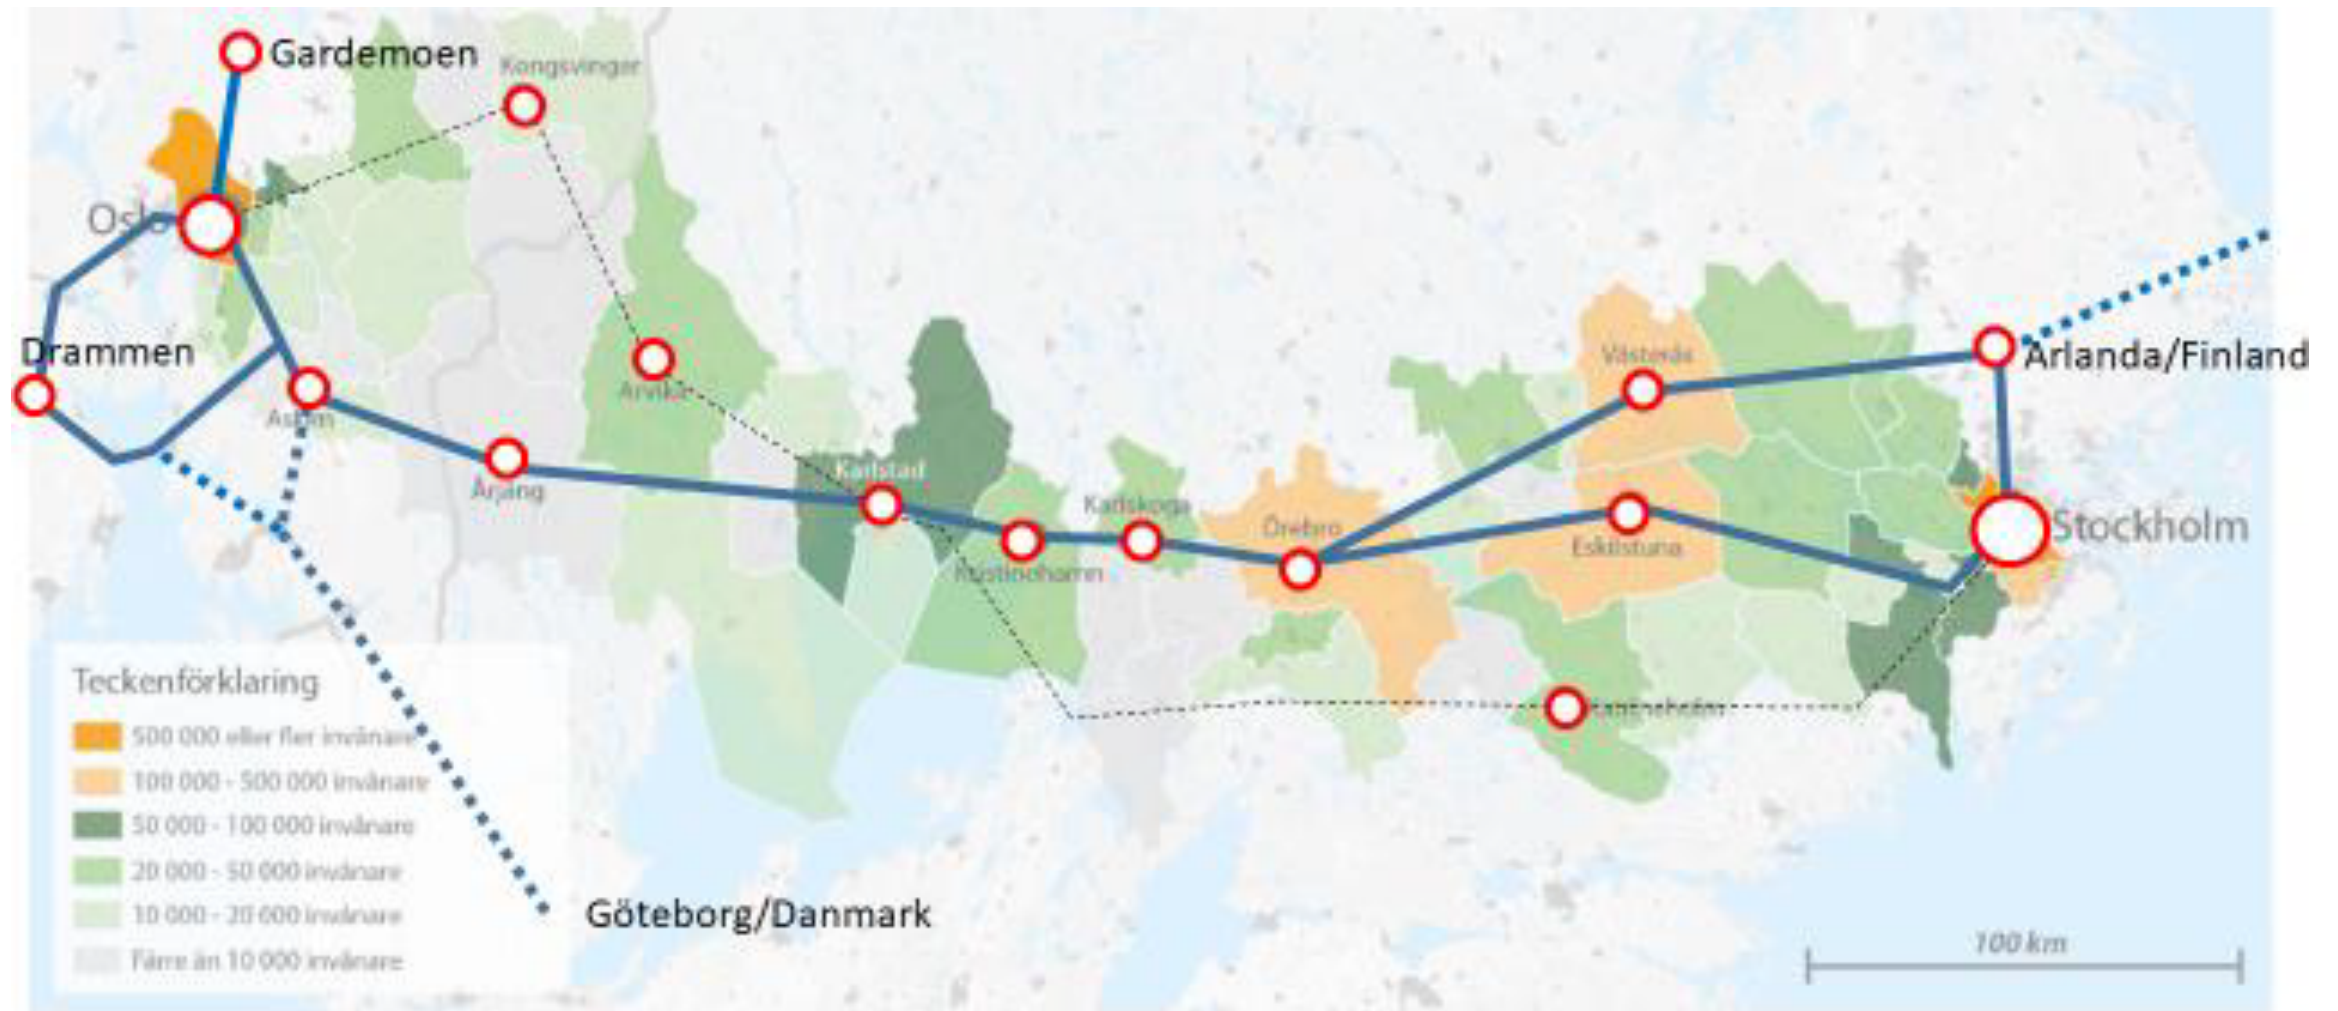 Gardemoen
Kongsvinger
Oslo
Drammen
Askim
Arvika
Årjäng
Karlstad
Kristinehamn
Karlskoga
Örebro
Västerås
Eskilstuna
Arlanda/Finland
Stockholm
Katrineholm
Göteborg/Danmark
Teckenförklaring
500 000 eller fler invånare
100 000 - 500 000 invånare
50 000 - 100 000 invånare
20 000 - 50 000 invånare
10 000 - 20 000 invånare
Färre än 10 000 invånare
100 km